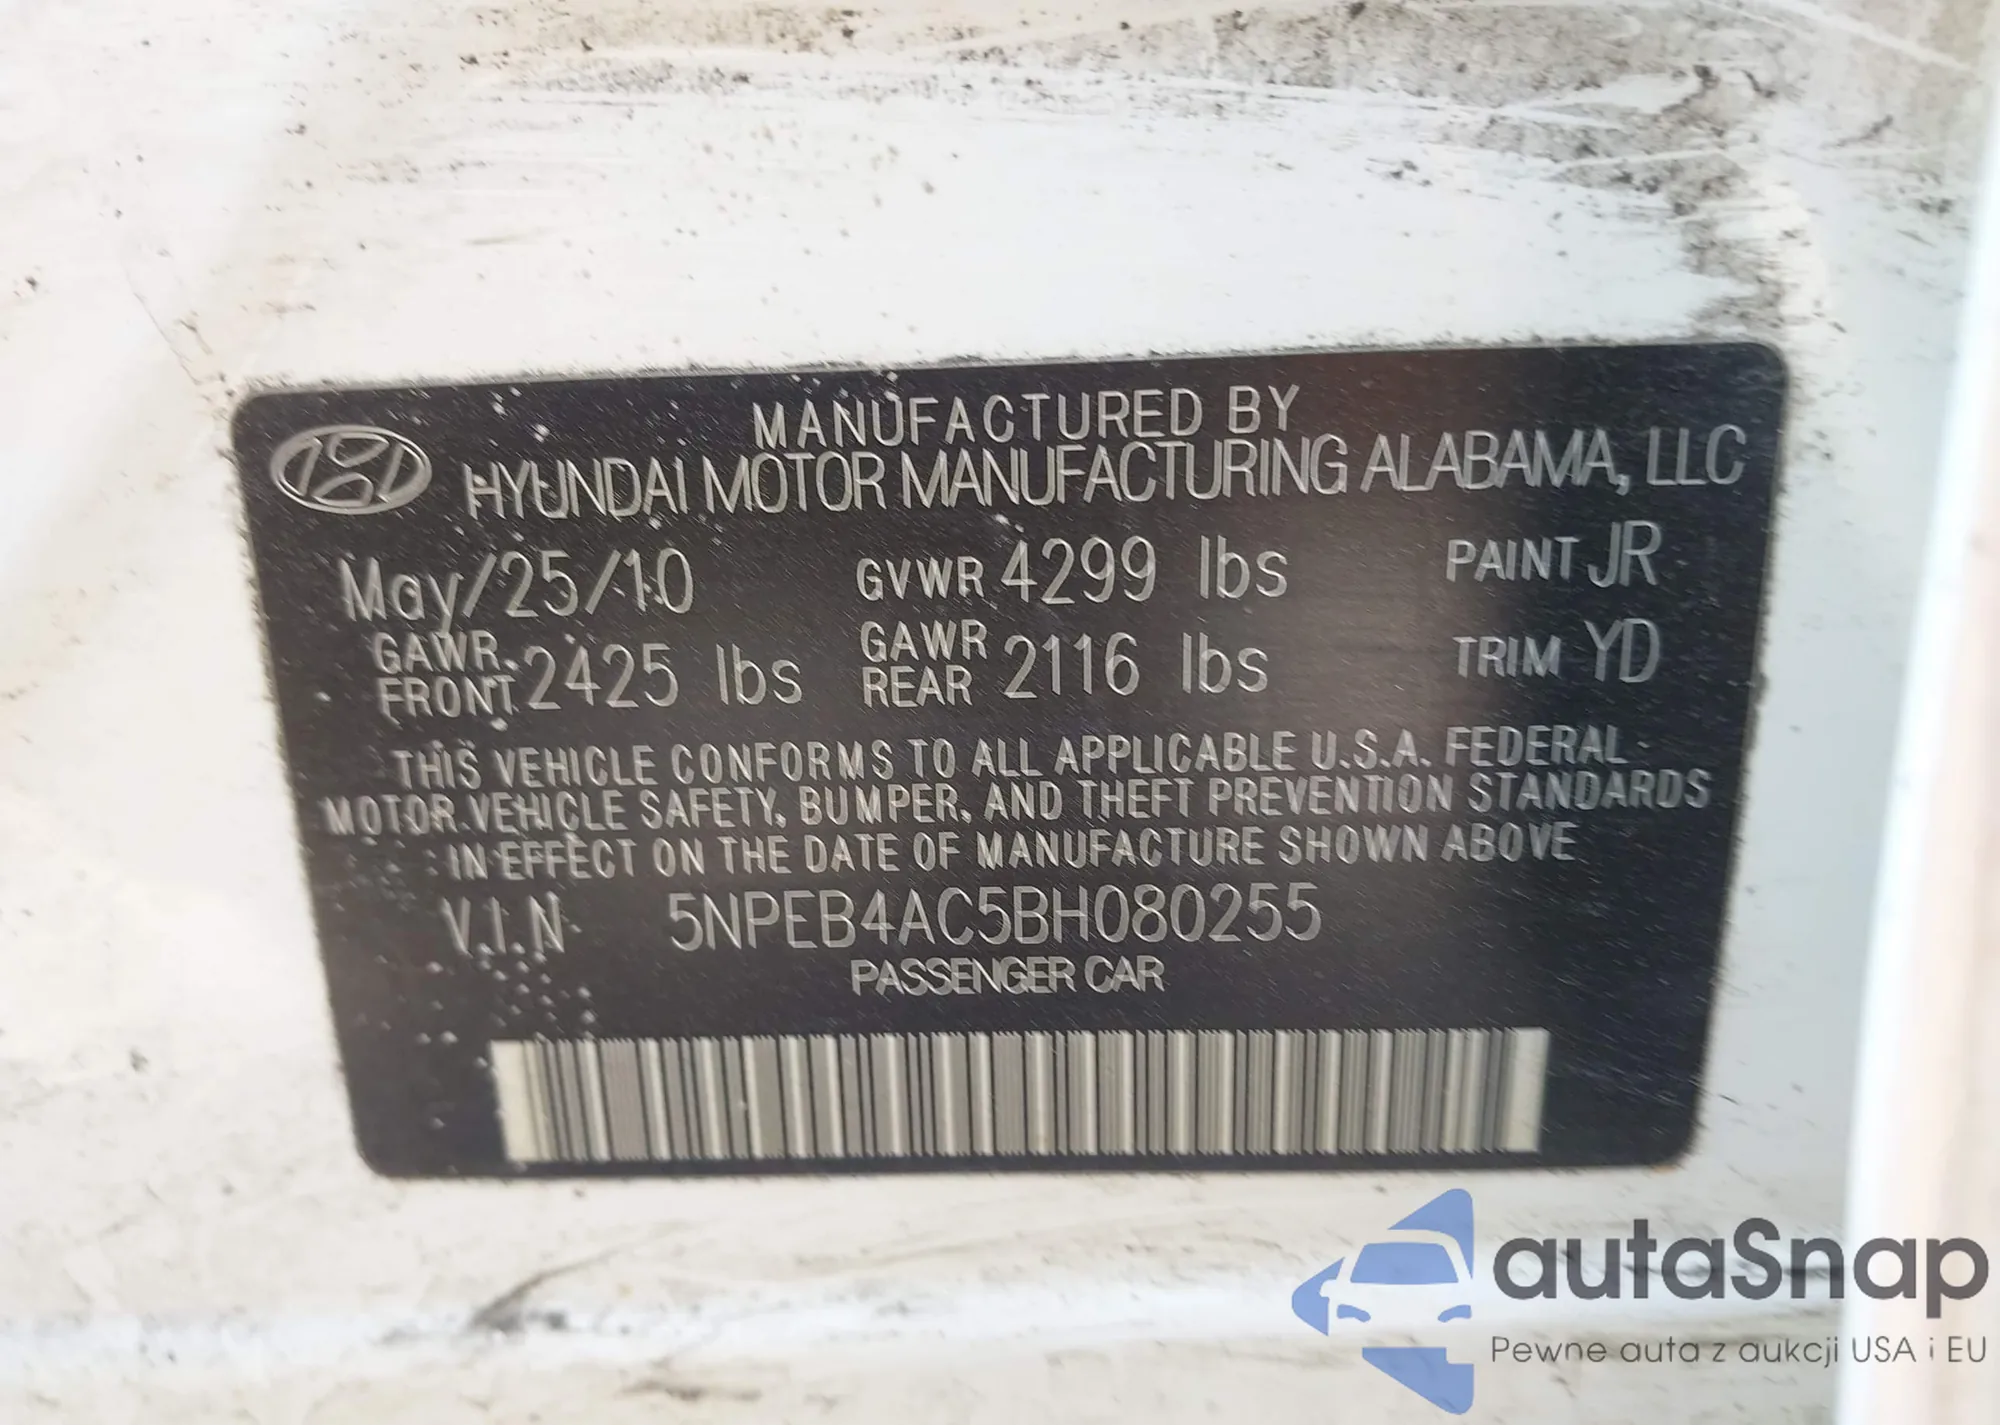 MANUFACTURED BY
HYUNDAI MOTOR MANUFACTURING ALABAMA, LLC
May/25/10 GVWR 4299 lbs PAINT JR
GAWR FRONT 2425 lbs GAWR REAR 2116 lbs TRIM YD
THIS VEHICLE CONFORMS TO ALL APPLICABLE U.S.A. FEDERAL
MOTOR VEHICLE SAFETY, BUMPER, AND THEFT PREVENTION STANDARDS
IN EFFECT ON THE DATE OF MANUFACTURE SHOWN ABOVE
V.I.N 5NPEB4AC5BH080255
PASSENGER CAR
autaSnap
Pewne auta z aukcji USA i EU